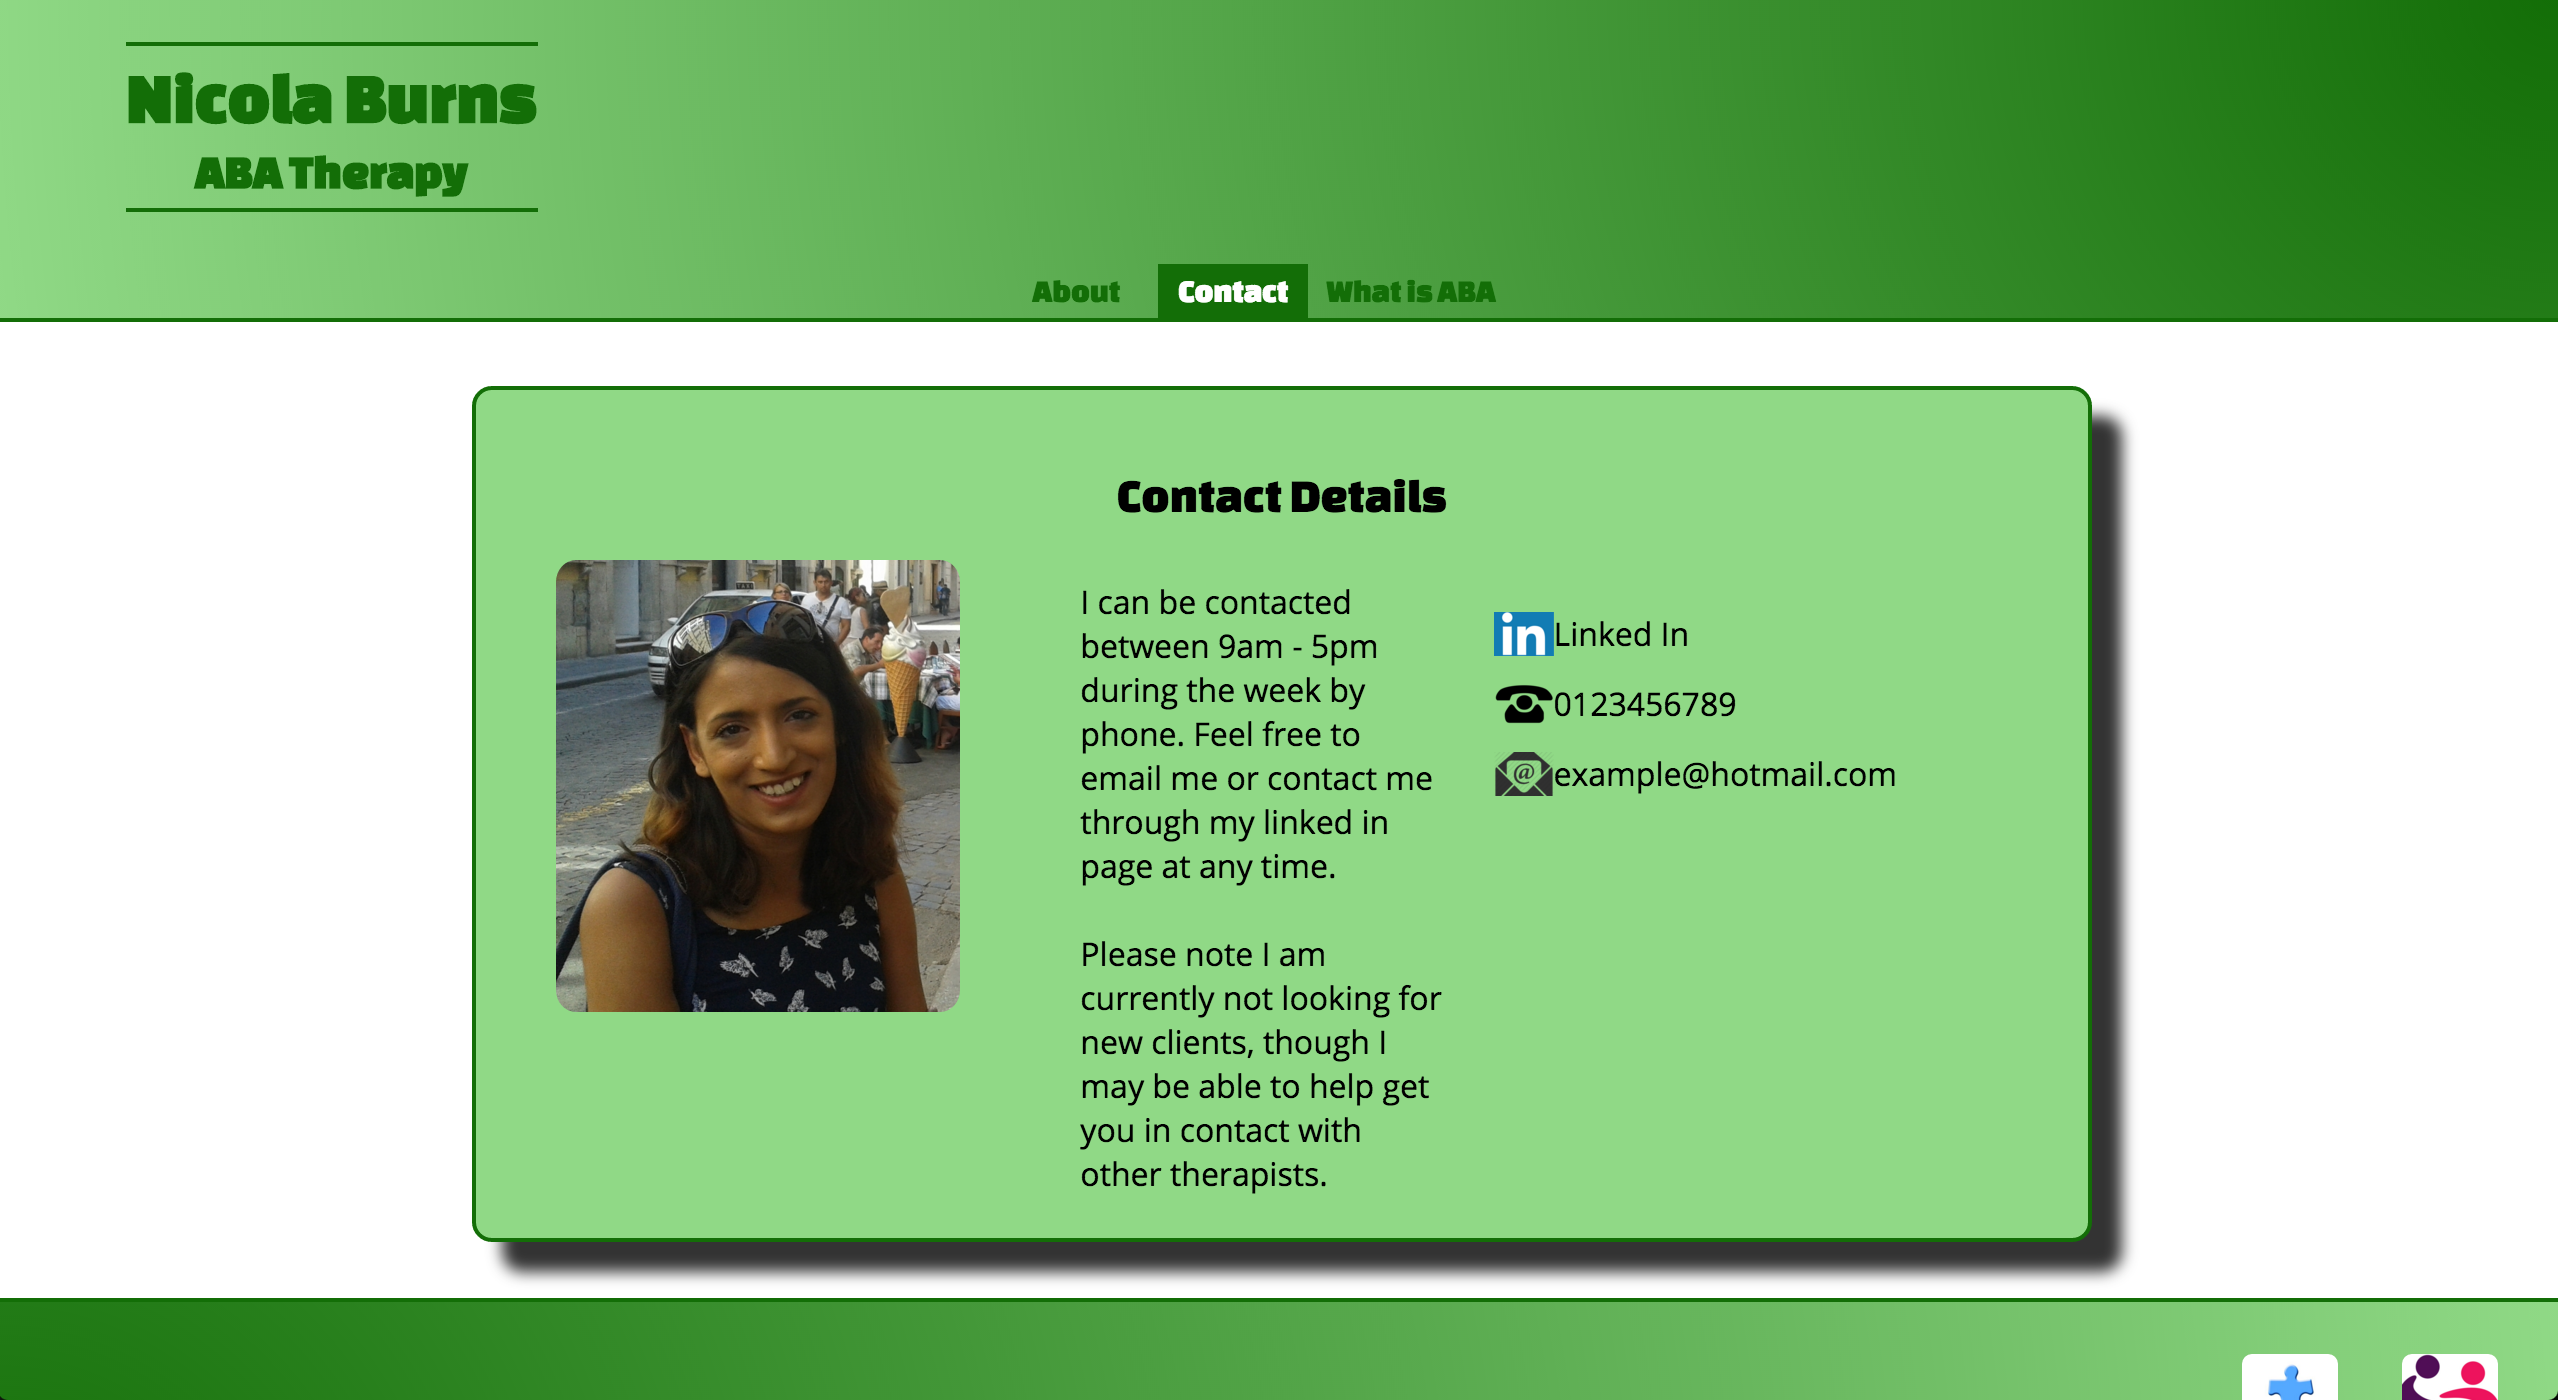 Nicola Burns
ABA Therapy
About
Contact
What is ABA
Contact Details
I can be contacted
between 9am - 5pm
during the week by
phone. Feel free to
email me or contact me
through my linked in
page at any time.
Please note I am
currently not looking for
new clients, though I
may be able to help get
you in contact with
other therapists.
in
Linked In
0123456789
@
example@hotmail.com
TAXI